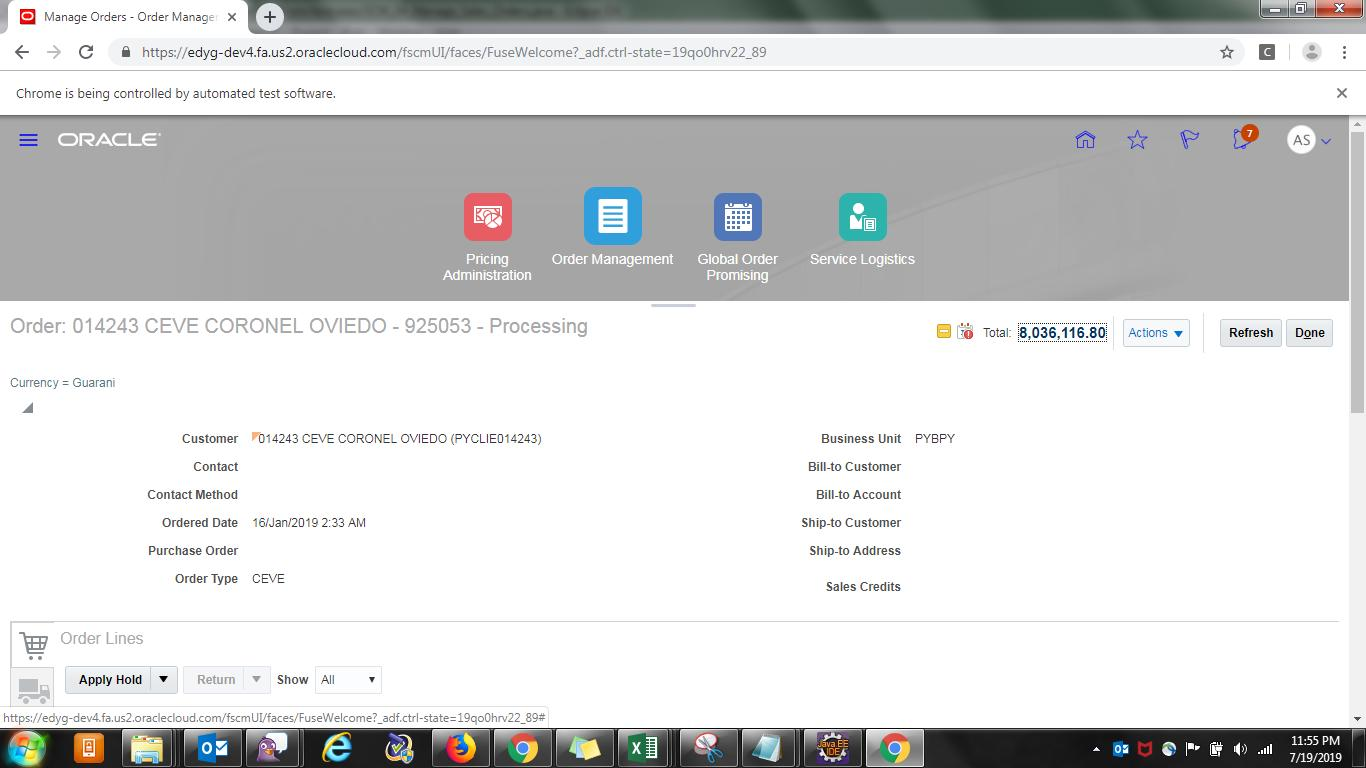 Manage Orders - Order Manager
https://edyg-dev4.fa.us2.oraclecloud.com/fscmUI/faces/FuseWelcome?_adf.ctrl-state=19qo0hrv22_89
C
Chrome is being controlled by automated test software.
ORACLE
7
AS
Pricing Administration
Order Management
Global Order Promising
Service Logistics
Order: 014243 CEVE CORONEL OVIEDO - 925053 - Processing
Total: 8,036,116.80 Actions Refresh Done
Currency = Guarani
Customer 014243 CEVE CORONEL OVIEDO (PYCLIE014243)
Contact
Contact Method
Ordered Date 16/Jan/2019 2:33 AM
Purchase Order
Order Type CEVE
Business Unit PYBPY
Bill-to Customer
Bill-to Account
Ship-to Customer
Ship-to Address
Sales Credits
Order Lines
Apply Hold Return Show All
https://edyg-dev4.fa.us2.oraclecloud.com/fscmUI/faces/FuseWelcome?_adf.ctrl-state=19qo0hrv22_89#
Java EE
IDE
11:55 PM
7/19/2019